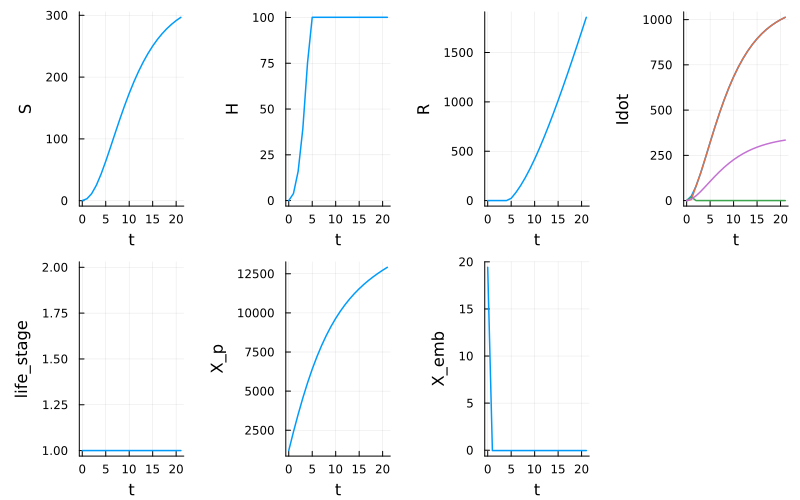 S
300
200
100
0
0 5 10 15 20
t
H
100
75
50
25
0
0 5 10 15 20
t
R
1500
1000
500
0
0 5 10 15 20
t
Idot
1000
750
500
250
0
0 5 10 15 20
t
life_stage
2.00
1.75
1.50
1.25
1.00
0 5 10 15 20
t
X_p
12500
10000
7500
5000
2500
0 5 10 15 20
t
X_emb
20
15
10
5
0
0 5 10 15 20
t